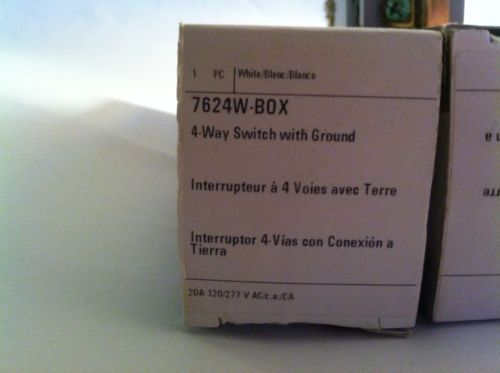 1 PC White/Blanc/Blanco
7624W-BOX
4-Way Switch with Ground
Interrupteur à 4 Voies avec Terre
Interruptor 4-Vías con Conexión a
Tierra
20A-120/277 V AC/c.a./CA